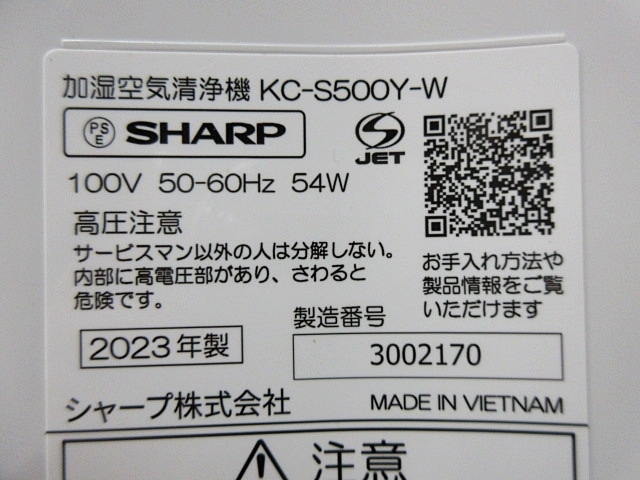 加湿空気清浄機 KC-S500Y-W
PS
E
SHARP
S
JET
100V 50-60Hz 54W
高圧注意
サービスマン以外の人は分解しない。
内部に高電圧部があり、さわると
危険です。
お手入れ方法や
製品情報をご覧
いただけます
2023年製
製造番号
3002170
シャープ株式会社
MADE IN VIETNAM
注意